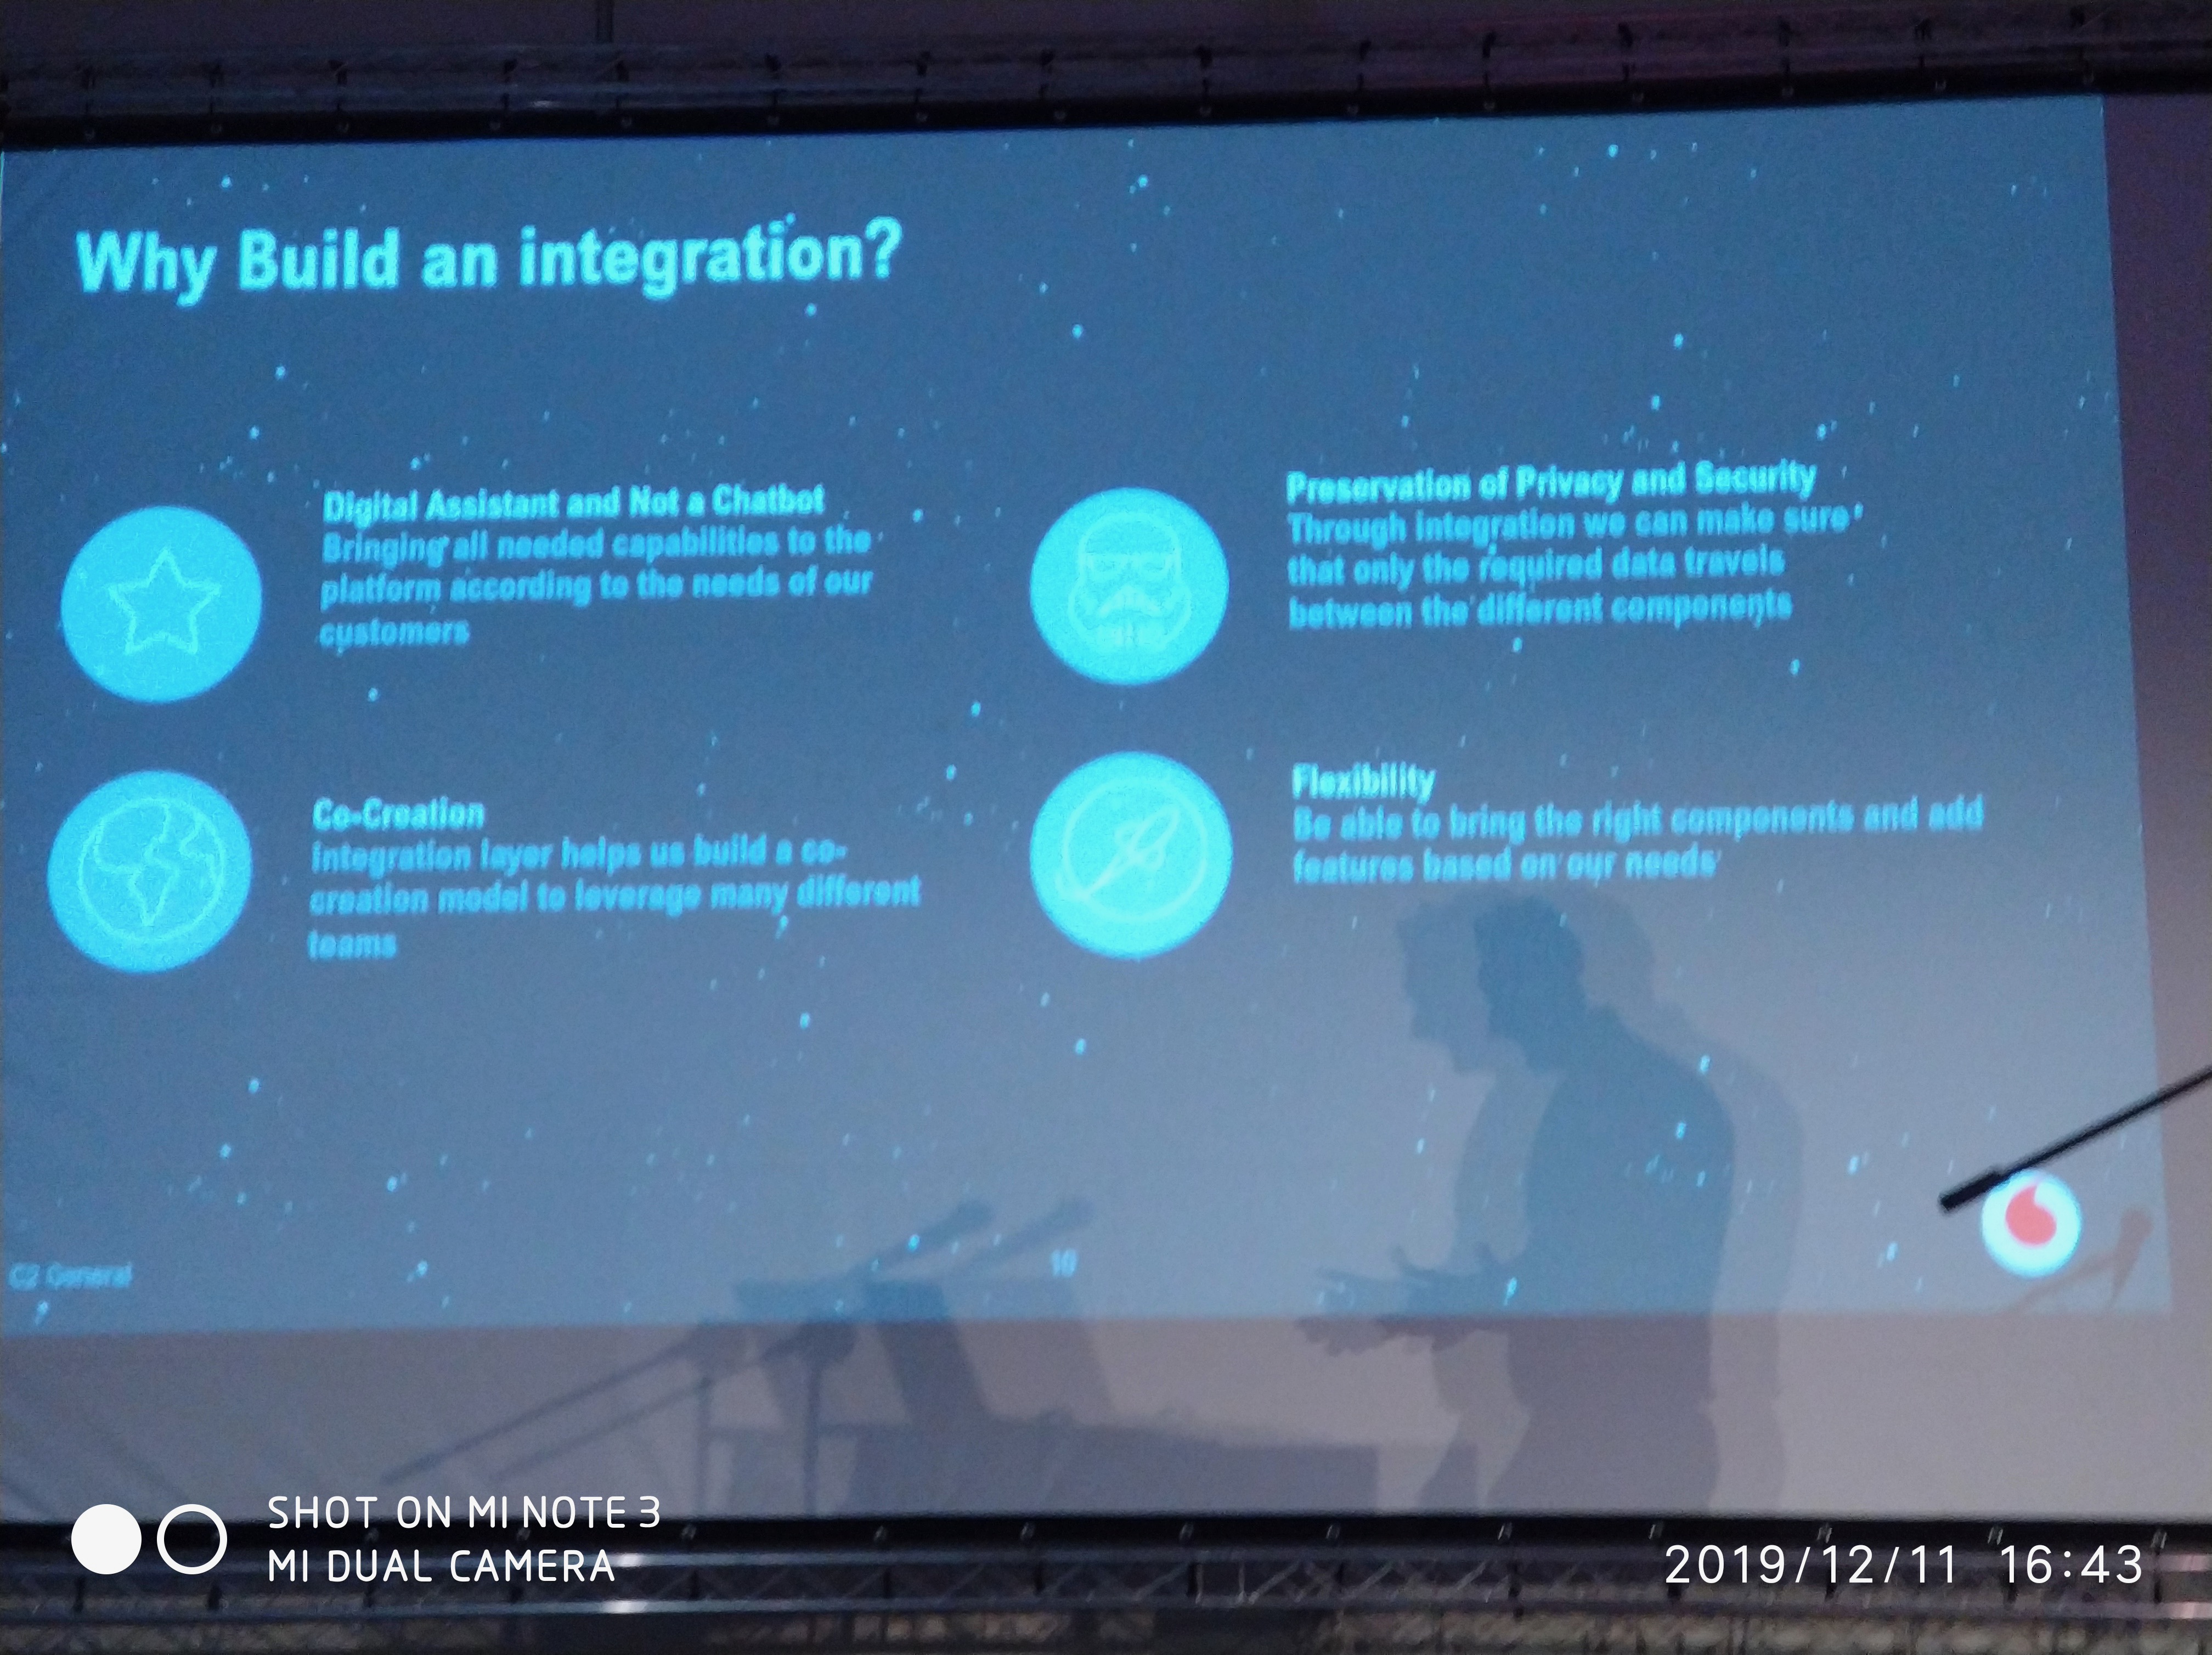 Why Build an integration?
Digital Assistant and Not a Chatbot
Bringing all needed capabilities to the
platform according to the needs of our
customers
Preservation of Privacy and Security
Through integration we can make sure
that only the required data travels
between the different components
Co-Creation
integration layer helps us build a co-
creation model to leverage many different
teams
Flexibility
Be able to bring the right components and add
features based on our needs
C2 General
10
SHOT ON MI NOTE 3
MI DUAL CAMERA
2019/12/11 16:43